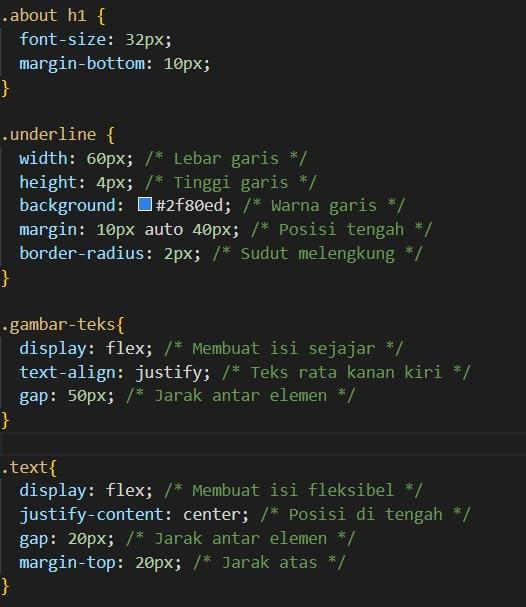 .about h1 {
  font-size: 32px;
  margin-bottom: 10px;
}
.underline {
  width: 60px; /* Lebar garis */
  height: 4px; /* Tinggi garis */
  background: #2f80ed; /* Warna garis */
  margin: 10px auto 40px; /* Posisi tengah */
  border-radius: 2px; /* Sudut melengkung */
}
.gambar-teks{
  display: flex; /* Membuat isi sejajar */
  text-align: justify; /* Teks rata kanan kiri */
  gap: 50px; /* Jarak antar elemen */
}
.text{
  display: flex; /* Membuat isi fleksibel */
  justify-content: center; /* Posisi di tengah */
  gap: 20px; /* Jarak antar elemen */
  margin-top: 20px; /* Jarak atas */
}